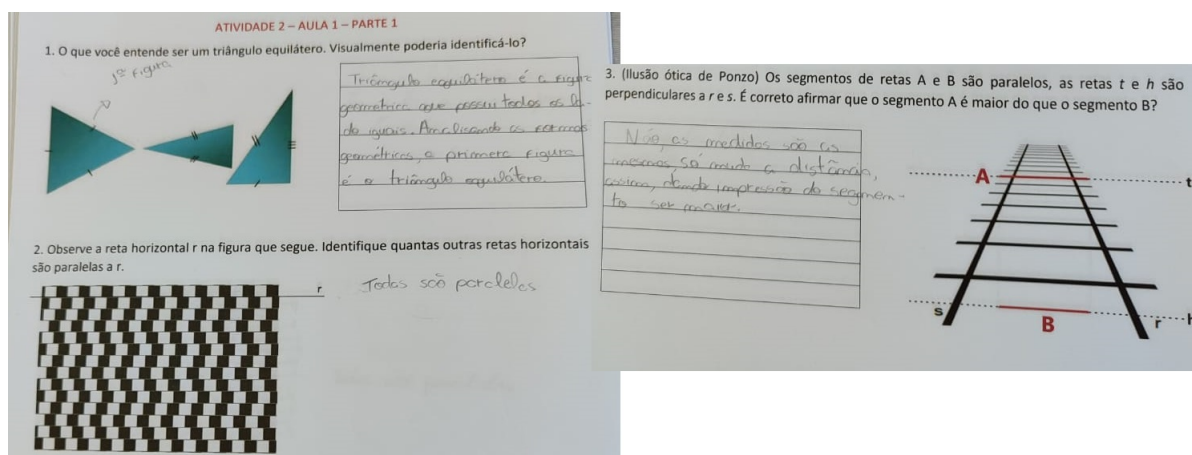 ATIVIDADE 2 – AULA 1 – PARTE 1
1. O que você entende ser um triângulo equilátero. Visualmente poderia identificá-lo?
1ª Figura
Triângulo equilátero é a figura
geometrica que possui todos os la-
do iguais. Analisando as formas
geométricas, a primera figura
é o triângulo equilátero.
2. Observe a reta horizontal r na figura que segue. Identifique quantas outras retas horizontais
são paralelas a r.
r
Todas são paralelas
3. (Ilusão ótica de Ponzo) Os segmentos de retas A e B são paralelos, as retas t e h são
perpendiculares a r e s. É correto afirmar que o segmento A é maior do que o segmento B?
Não, as medidas são as
mesmas só muda a distância,
assim, dando impressão do segmen-
to ser maior.
A
t
s
B
r
h